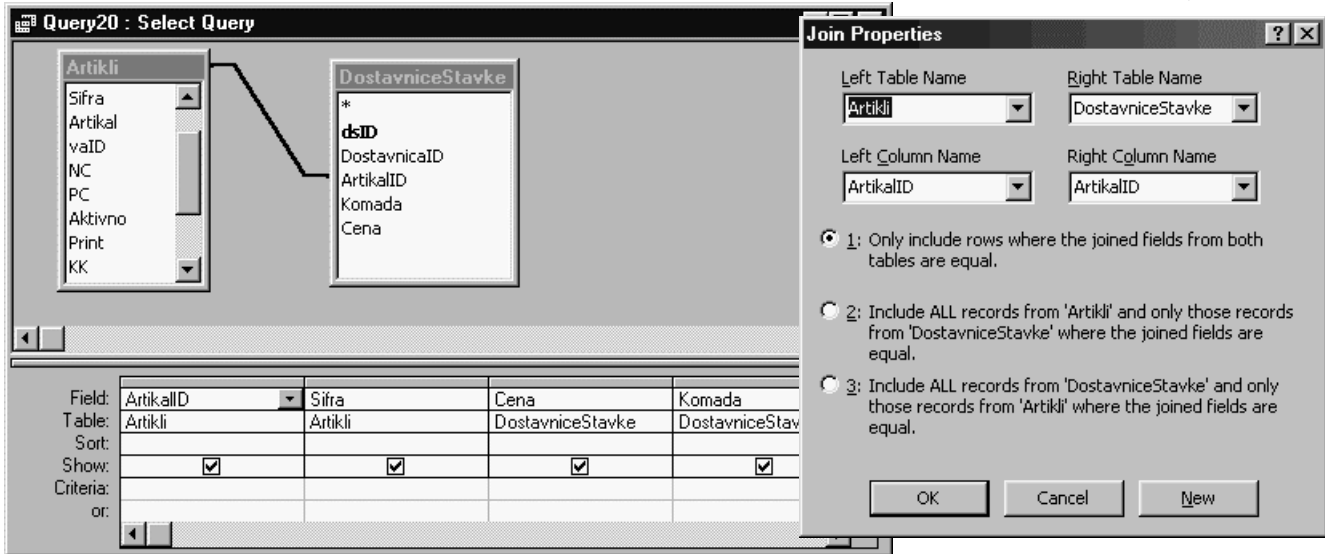 Query20 : Select Query
Artikli
Sifra
Artikal
vaID
NC
PC
Aktivno
Print
KK
DostavniceStavke
*
dsID
DostavnicaID
ArtikalID
Komada
Cena
Field: ArtikalID Sifra Cena Komada
Table: Artikli Artikli DostavniceStavke DostavniceStav
Sort:
Show:
Criteria:
or:
Join Properties
Left Table Name Right Table Name
Artikli DostavniceStavke
Left Column Name Right Column Name
ArtikalID ArtikalID
1: Only include rows where the joined fields from both
tables are equal.
2: Include ALL records from 'Artikli' and only those records
from 'DostavniceStavke' where the joined fields are
equal.
3: Include ALL records from 'DostavniceStavke' and only
those records from 'Artikli' where the joined fields are
equal.
OK Cancel New